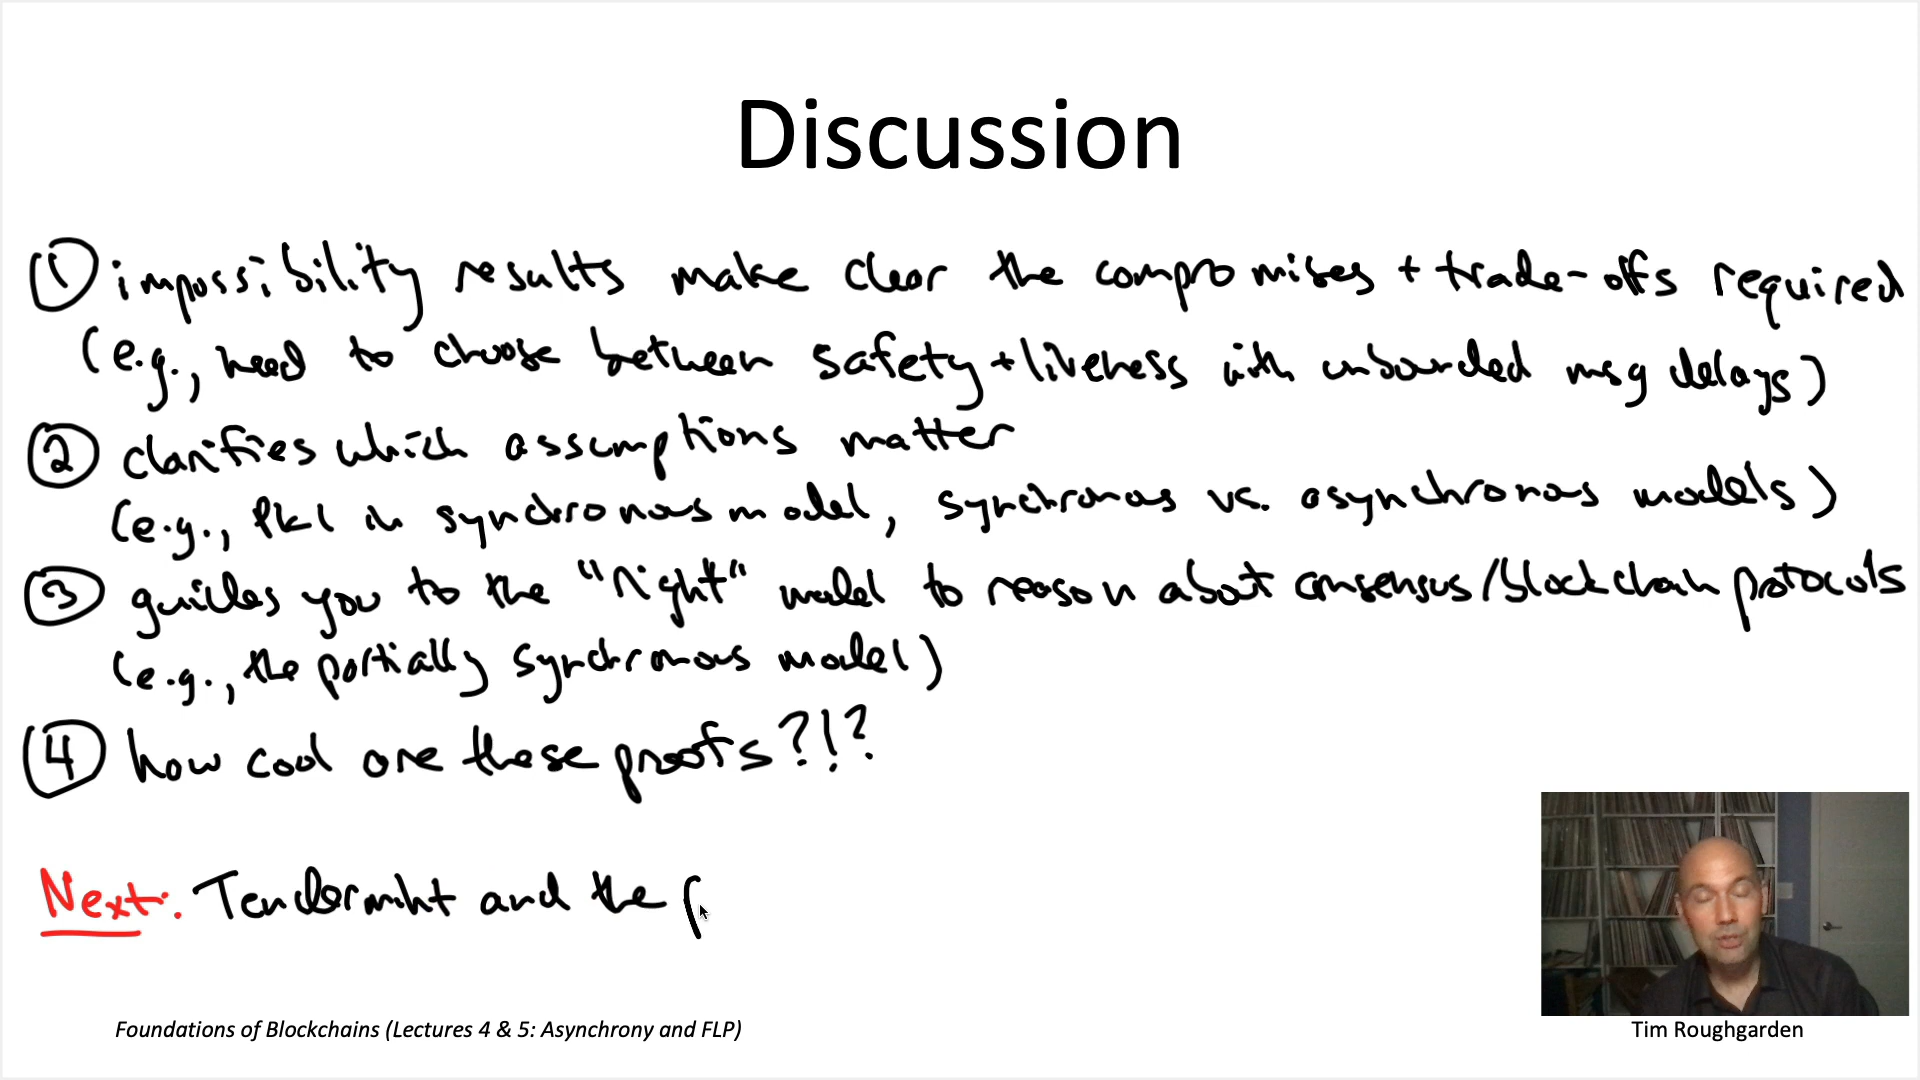 Discussion
① impossibility results make clear the compromises + trade-offs required
(e.g., need to choose between safety + liveness with unbounded msg delays)
② clarifies which assumptions matter
(e.g., PKI in synchronous model, synchronous vs. asynchronous models)
③ guides you to the "right" model to reason about consensus/blockchain protocols
(e.g., the partially synchronous model)
④ how cool are these proofs?!?
Next: Tendermint and the p
Foundations of Blockchains (Lectures 4 & 5: Asynchrony and FLP)
Tim Roughgarden